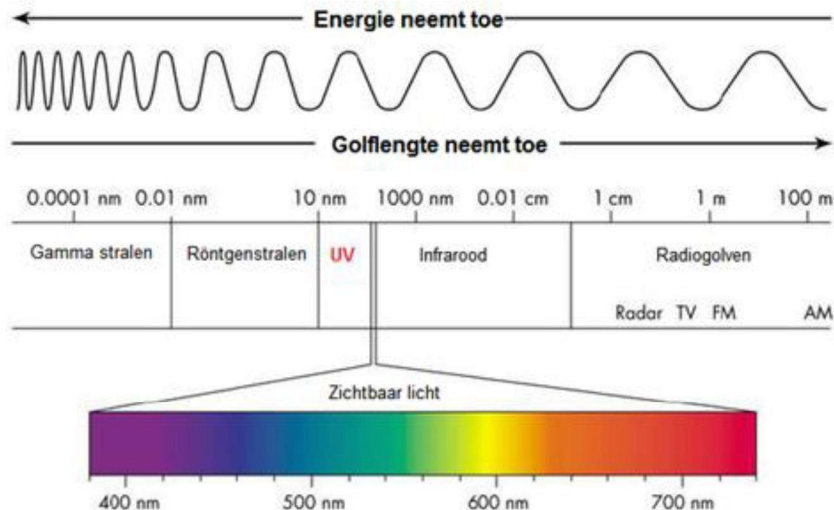 Energie neemt toe
Golflengte neemt toe
0.0001 nm 0.01 nm 10 nm 1000 nm 0.01 cm 1 cm 1 m 100 m
Gamma stralen Röntgenstralen UV Infrarood Radiogolven
Radar TV FM AM
Zichtbaar licht
400 nm 500 nm 600 nm 700 nm